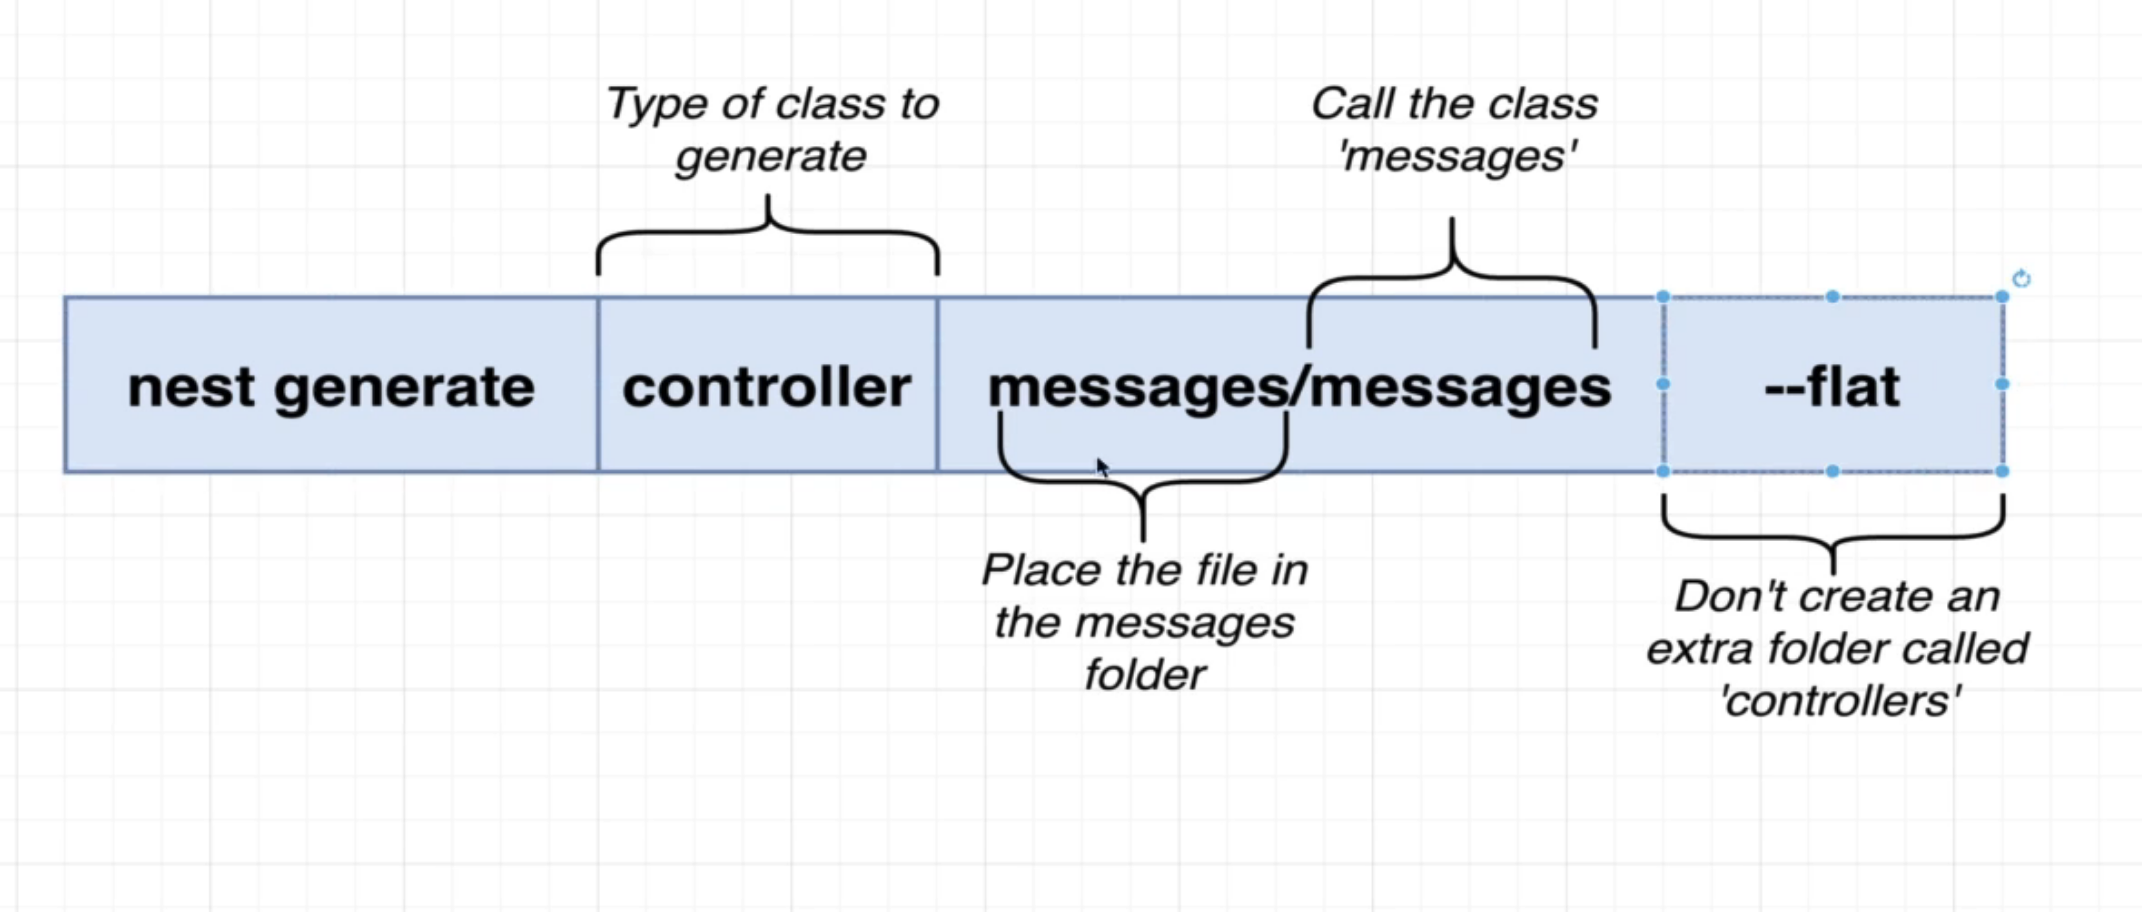 Type of class to
generate
Call the class
'messages'
nest generate
controller
messages/messages
--flat
Place the file in
the messages
folder
Don't create an
extra folder called
'controllers'